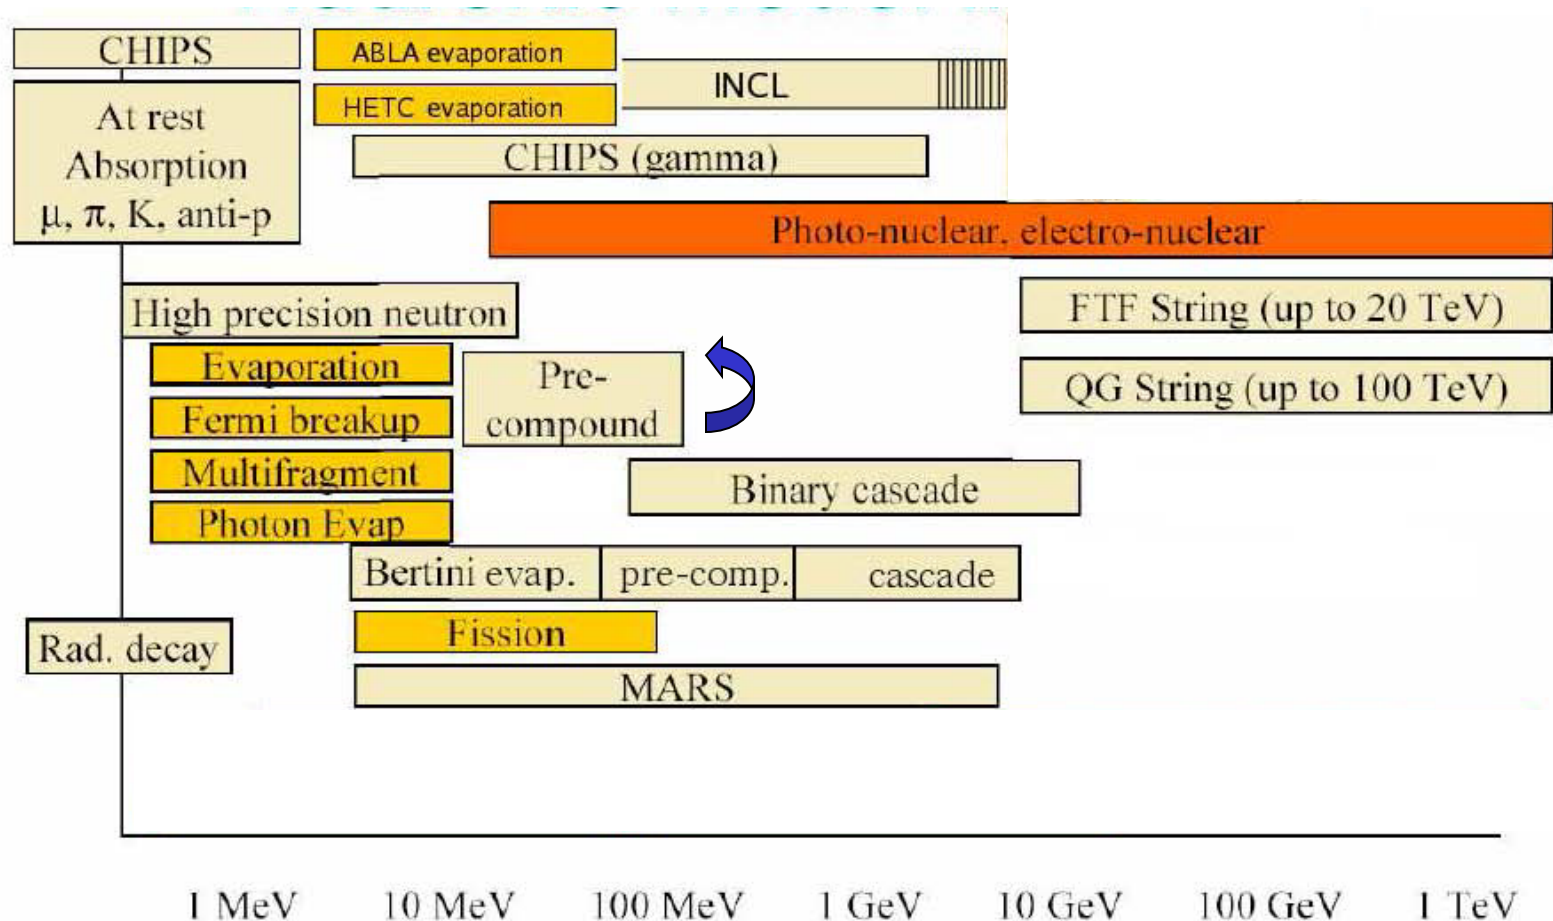 CHIPS
ABLA evaporation
INCL
HETC evaporation
At rest
Absorption
μ, π, K, anti-p
CHIPS (gamma)
Photo-nuclear, electro-nuclear
High precision neutron
FTF String (up to 20 TeV)
Evaporation
Pre-
compound
QG String (up to 100 TeV)
Fermi breakup
Multifragment
Binary cascade
Photon Evap
Bertini evap.
pre-comp.
cascade
Fission
Rad. decay
MARS
1 MeV 10 MeV 100 MeV 1 GeV 10 GeV 100 GeV 1 TeV